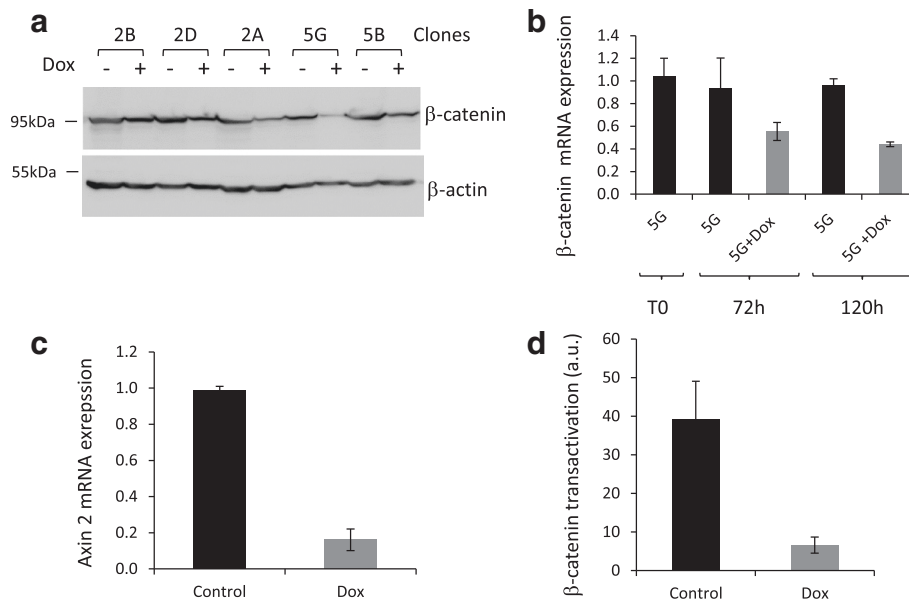 a
2B 2D 2A 5G 5B Clones
Dox - + - + - + - + - +
95kDa
β-catenin
55kDa
β-actin
b
β-catenin mRNA expression
1.4
1.2
1.0
0.8
0.6
0.4
0.2
0.0
5G 5G 5G+Dox 5G 5G +Dox
T0 72h 120h
c
Axin 2 mRNA exrepssion
1.2
1.0
0.8
0.6
0.4
0.2
0.0
Control Dox
d
β-catenin transactivation (a.u.)
60
50
40
30
20
10
0
Control Dox